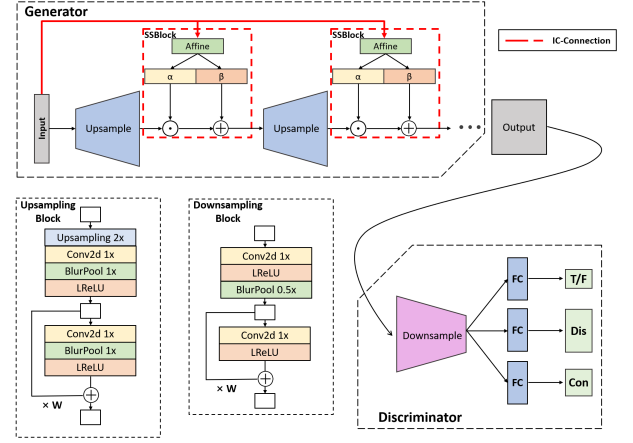 Generator
SSBlock
Affine
α
β
SSBlock
Affine
α
β
IC-Connection
Input
Upsample
Upsample
Output
Upsampling
Block
Upsampling 2x
Conv2d 1x
BlurPool 1x
LReLU
Conv2d 1x
BlurPool 1x
LReLU
× W
Downsampling
Block
Conv2d 1x
LReLU
BlurPool 0.5x
Conv2d 1x
LReLU
× W
Downsample
FC
T/F
FC
Dis
FC
Con
Discriminator